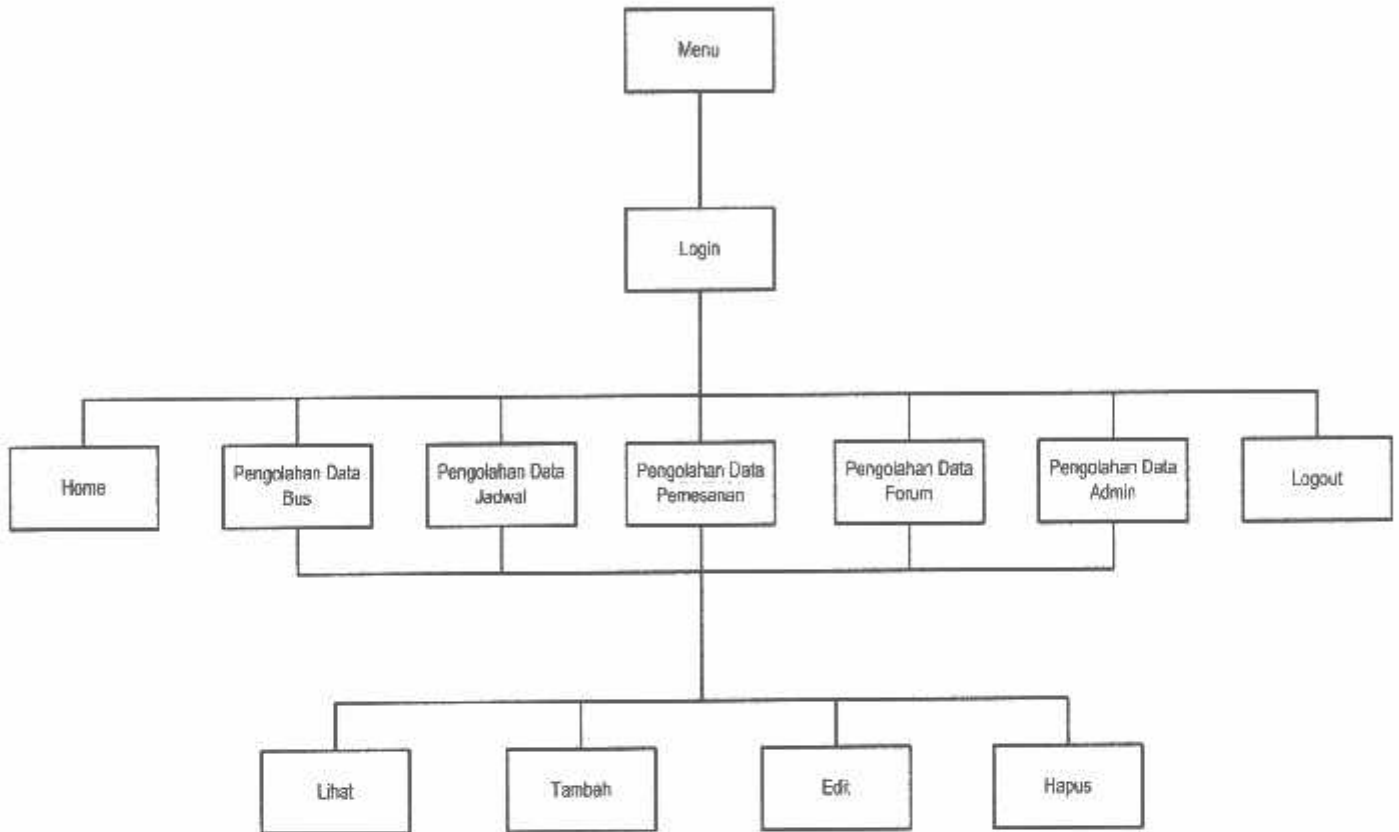 Menu
Login
Home
Pengolahan Data
Bus
Pengolahan Data
Jadwal
Pengolahan Data
Pemesanan
Pengolahan Data
Forum
Pengolahan Data
Admin
Logout
Lihat
Tambah
Edit
Hapus